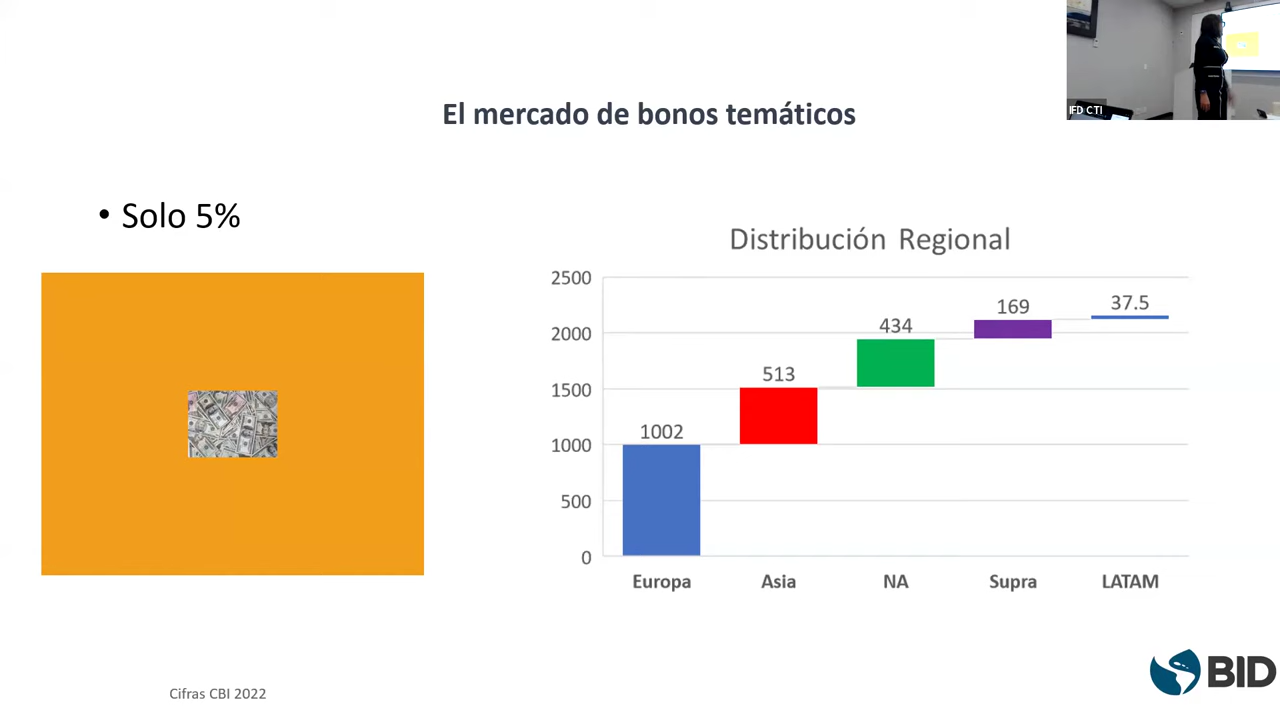 IFD CTI
El mercado de bonos temáticos
• Solo 5%
Distribución Regional
2500
2000
1500
1000
500
0
1002
513
434
169
37.5
Europa
Asia
NA
Supra
LATAM
Cifras CBI 2022
BID